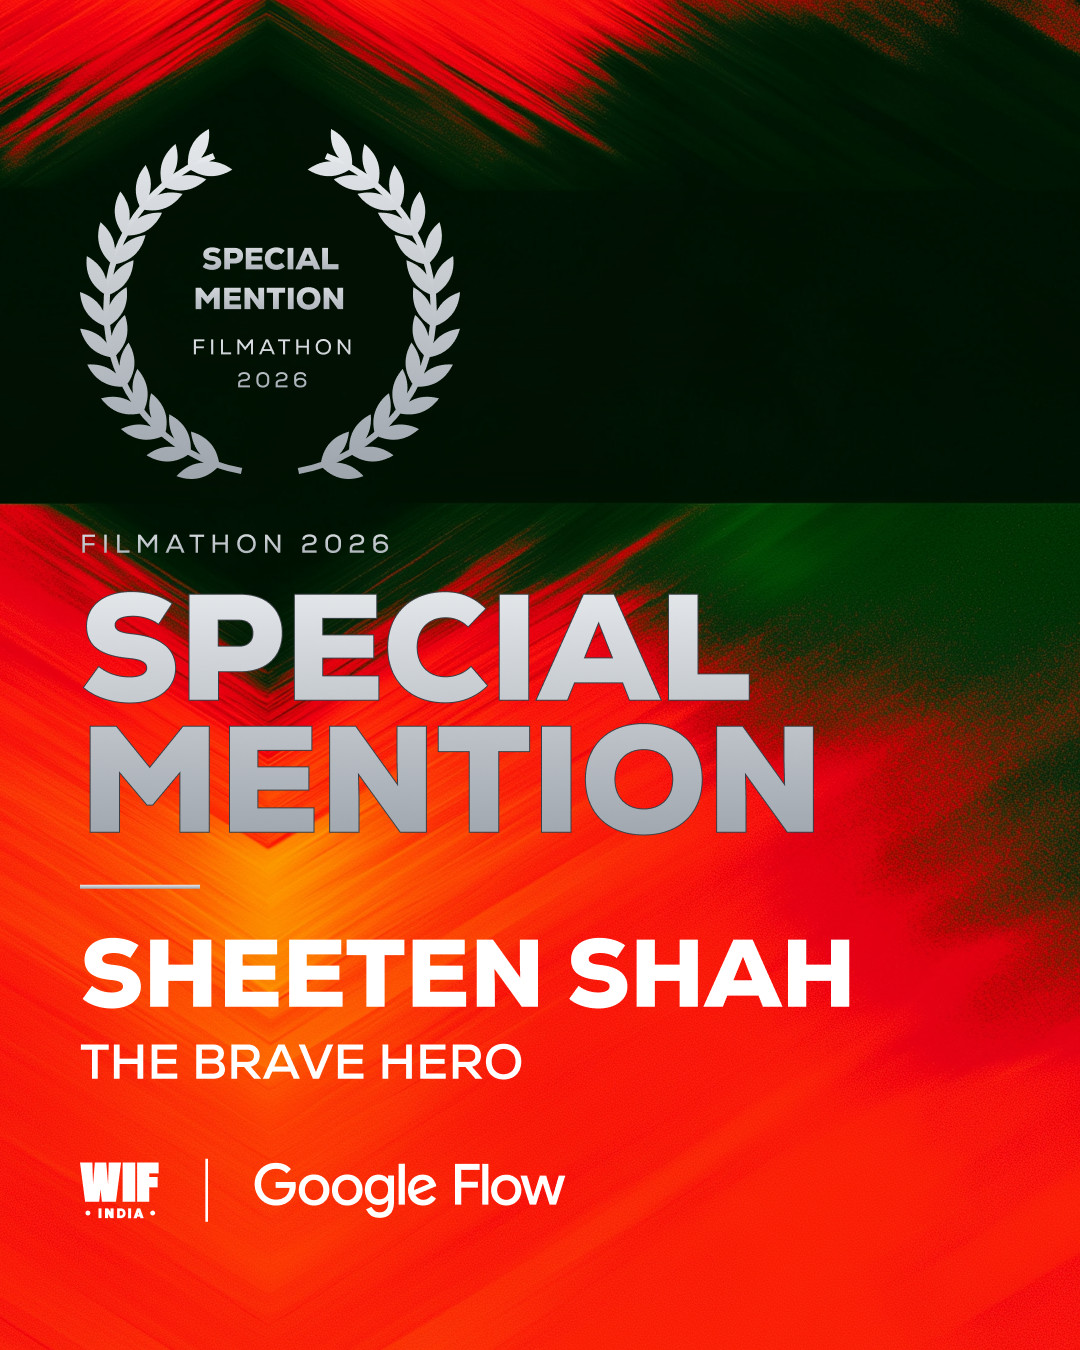 SPECIAL
MENTION
FILMATHON
2026
FILMATHON 2026
SPECIAL
MENTION
SHEETEN SHAH
THE BRAVE HERO
WIF
• INDIA •
Google Flow